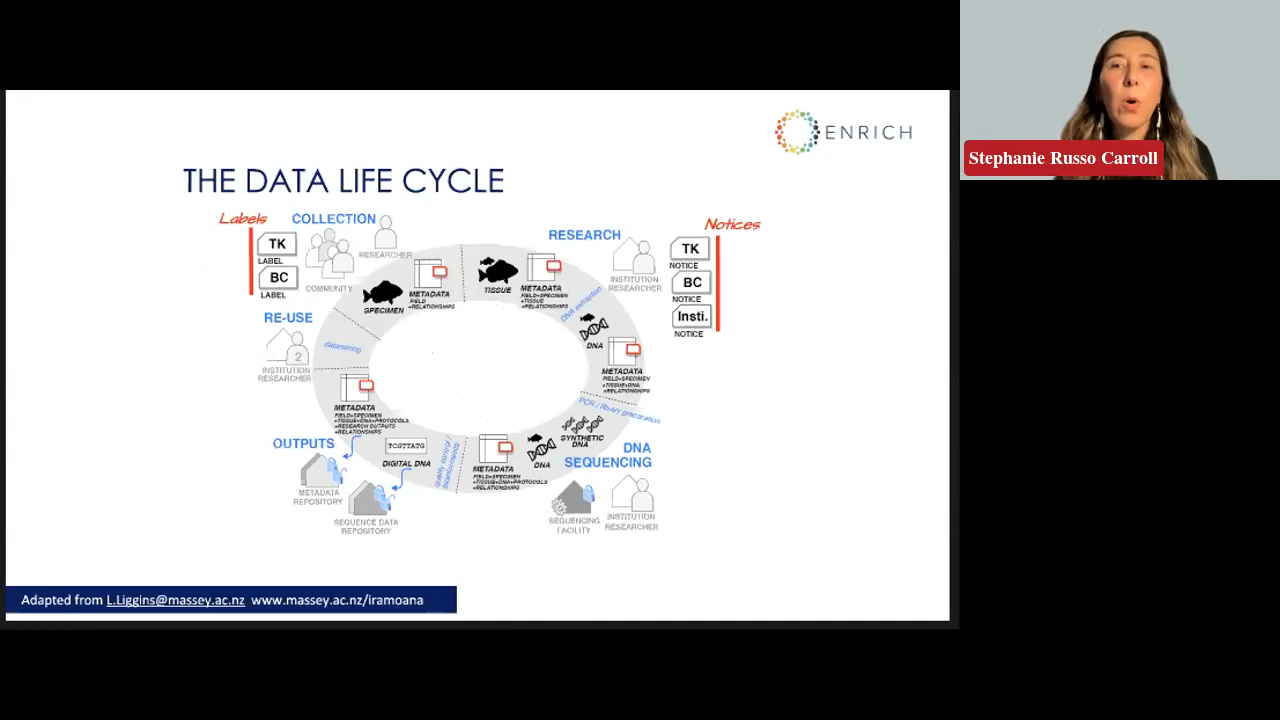 ENRICH
Stephanie Russo Carroll
THE DATA LIFE CYCLE
Labels
COLLECTION
TK
LABEL
BC
LABEL
COMMUNITY
RESEARCHER
SPECIMEN
METADATA
FIELD
+RELATIONSHIPS
RESEARCH
INSTITUTION
RESEARCHER
TISSUE
METADATA
FIELD+SPECIMEN
+TISSUE
+RELATIONSHIPS
Notices
TK
NOTICE
BC
NOTICE
Insti.
NOTICE
DNA extraction
DNA
METADATA
FIELD+SPECIMEN
+TISSUE+DNA
+RELATIONSHIPS
PCR / library preparation
SYNTHETIC
DNA
DNA
DNA
SEQUENCING
SEQUENCING
FACILITY
INSTITUTION
RESEARCHER
METADATA
FIELD+SPECIMEN
+TISSUE+DNA+PROTOCOLS
+RELATIONSHIPS
quality control /
bioinformatics
TCGTTATG
DIGITAL DNA
OUTPUTS
METADATA
REPOSITORY
SEQUENCE DATA
REPOSITORY
METADATA
FIELD+SPECIMEN
+TISSUE+DNA+PROTOCOLS
+RESEARCH OUTPUTS
+RELATIONSHIPS
RE-USE
2
INSTITUTION
RESEARCHER
datamining
Adapted from L.Liggins@massey.ac.nz www.massey.ac.nz/iramoana